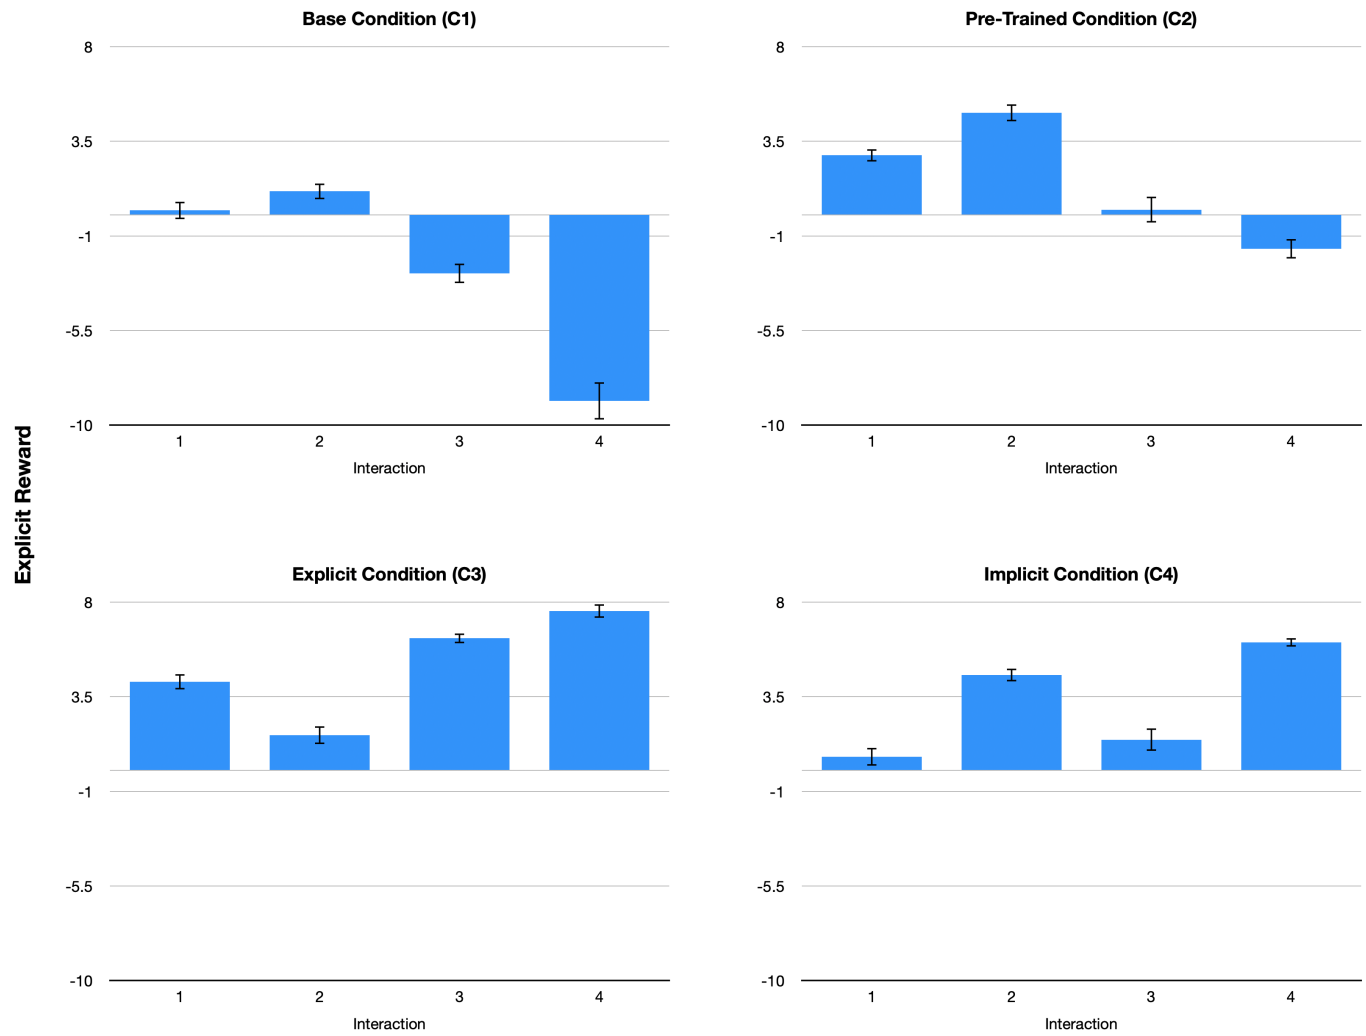 Base Condition (C1)
8
3.5
-1
-5.5
-10
1 2 3 4
Interaction
Pre-Trained Condition (C2)
8
3.5
-1
-5.5
-10
1 2 3 4
Interaction
Explicit Reward
Explicit Condition (C3)
8
3.5
-1
-5.5
-10
1 2 3 4
Interaction
Implicit Condition (C4)
8
3.5
-1
-5.5
-10
1 2 3 4
Interaction